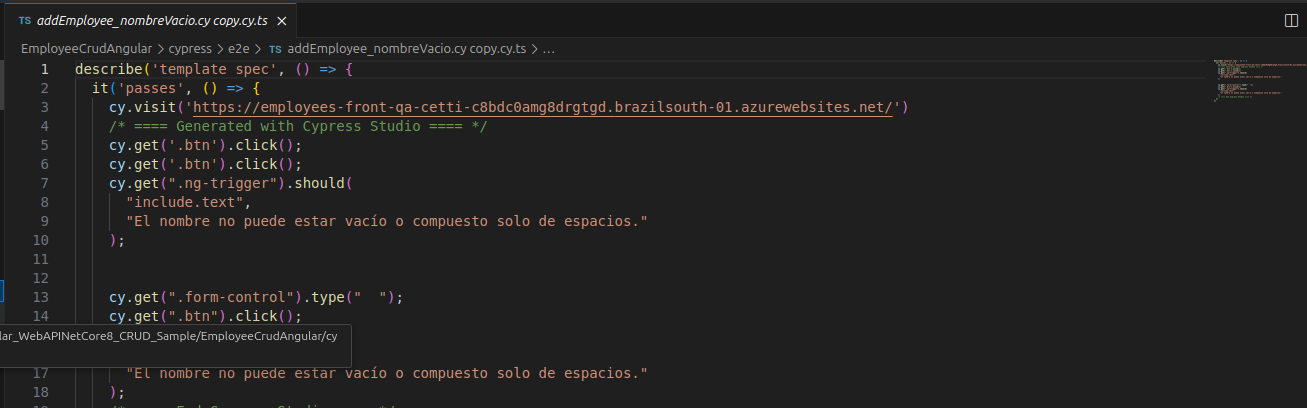 TS addEmployee_nombreVacio.cy copy.cy.ts ×
EmployeeCrudAngular > cypress > e2e > TS addEmployee_nombreVacio.cy copy.cy.ts > ...
1 describe('template spec', () => {
2 it('passes', () => {
3 cy.visit('https://employees-front-qa-cetti-c8bdc0amg8drgtgd.brazilsouth-01.azurewebsites.net/')
4 /* ==== Generated with Cypress Studio ==== */
5 cy.get('.btn').click();
6 cy.get('.btn').click();
7 cy.get(".ng-trigger").should(
8 "include.text",
9 "El nombre no puede estar vacío o compuesto solo de espacios."
10 );
11
12
13 cy.get(".form-control").type("  ");
14 cy.get(".btn").click();
lar_WebAPINetCore8_CRUD_Sample/EmployeeCrudAngular/cy
17 "El nombre no puede estar vacío o compuesto solo de espacios."
18 );